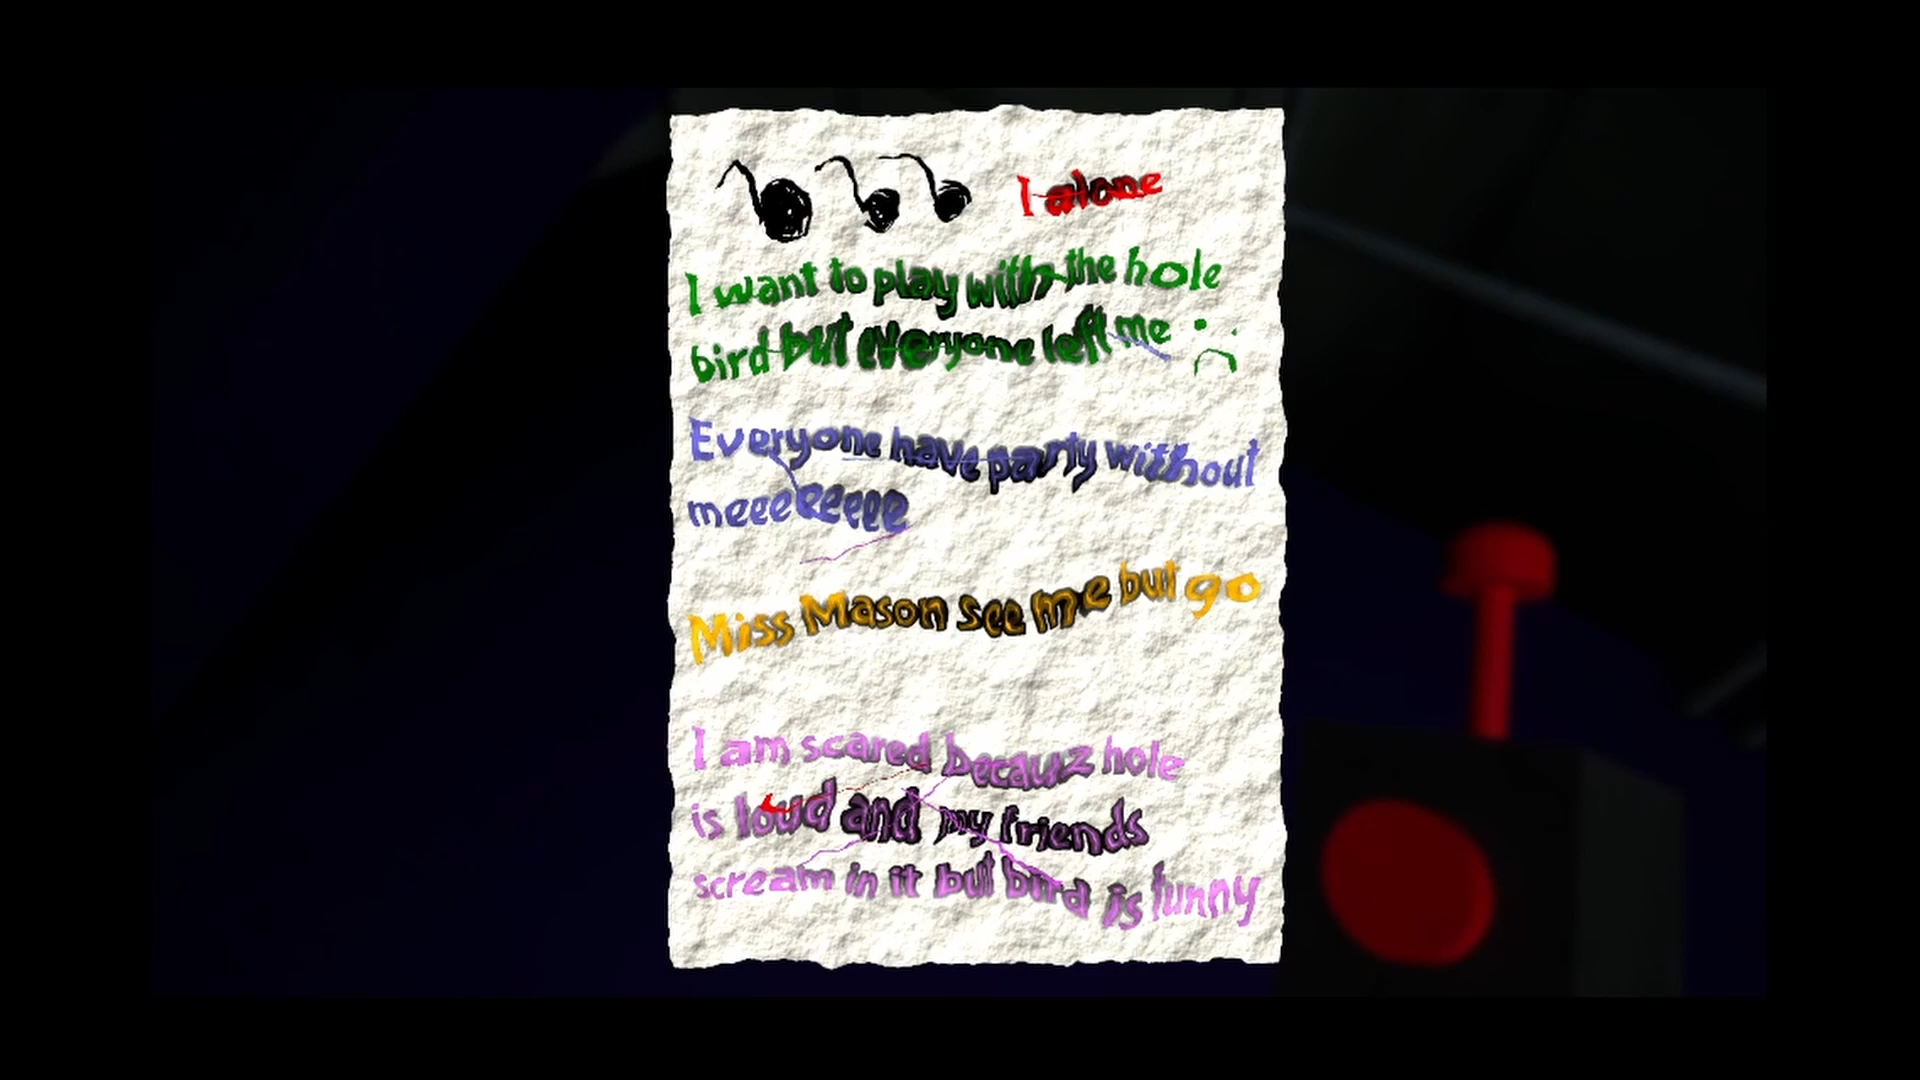 I alone
I want to play with the hole
bird but everyone left me :(
Everyone have party without
meeeeeeee
Miss Mason see me but go
I am scared becauz hole
is loud and my friends
scream in it but bird is funny